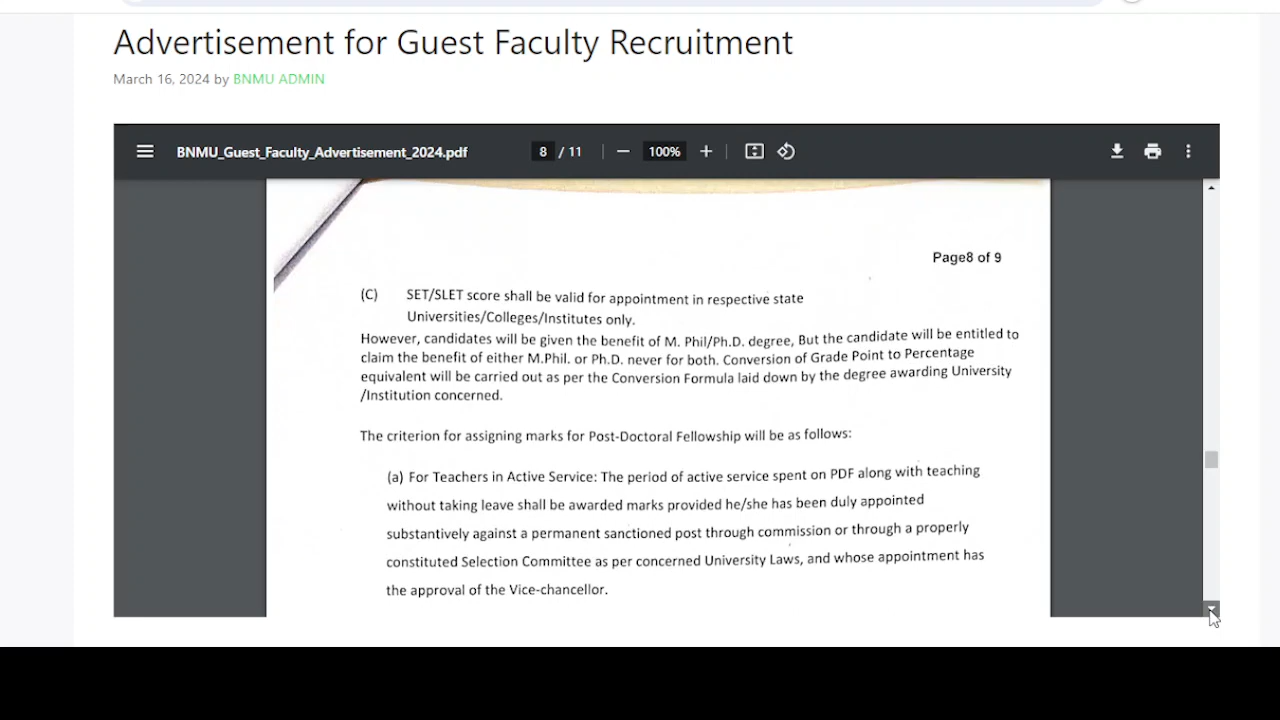 Advertisement for Guest Faculty Recruitment
March 16, 2024 by BNMU ADMIN
BNMU_Guest_Faculty_Advertisement_2024.pdf 8 / 11 100%
Page8 of 9
(C) SET/SLET score shall be valid for appointment in respective state
Universities/Colleges/Institutes only.
However, candidates will be given the benefit of M. Phil/Ph.D. degree, But the candidate will be entitled to
claim the benefit of either M.Phil. or Ph.D. never for both. Conversion of Grade Point to Percentage
equivalent will be carried out as per the Conversion Formula laid down by the degree awarding University
/Institution concerned.
The criterion for assigning marks for Post-Doctoral Fellowship will be as follows:
(a) For Teachers in Active Service: The period of active service spent on PDF along with teaching
without taking leave shall be awarded marks provided he/she has been duly appointed
substantively against a permanent sanctioned post through commission or through a properly
constituted Selection Committee as per concerned University Laws, and whose appointment has
the approval of the Vice-chancellor.